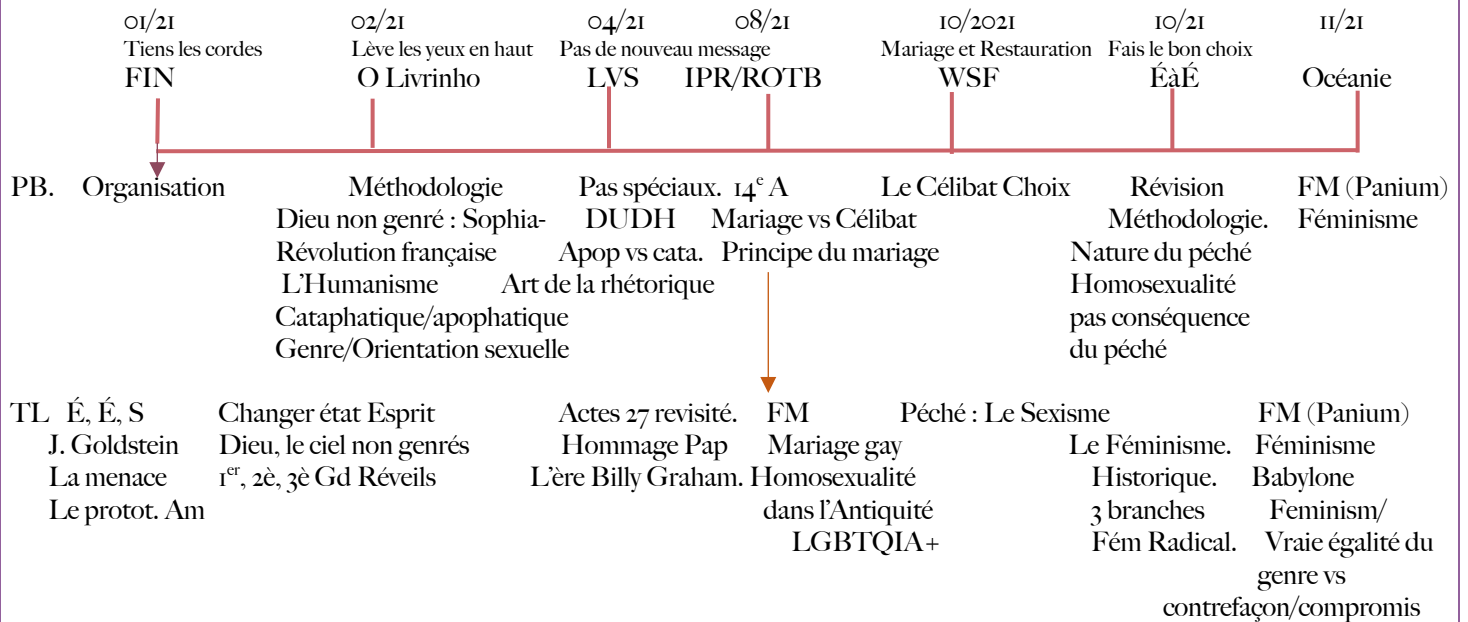 01/21 02/21 04/21 08/21 10/2021 10/21 11/21
Tiens les cordes Lève les yeux en haut Pas de nouveau message Mariage et Restauration Fais le bon choix
FIN O Livrinho LVS IPR/ROTB WSF ÉàÉ Océanie
PB. Organisation Méthodologie Pas spéciaux. 14e A Le Célibat Choix Révision FM (Panium)
Dieu non genré : Sophia- DUDH Mariage vs Célibat Méthodologie. Féminisme
Révolution française Apop vs cata. Principe du mariage Nature du péché
L'Humanisme Art de la rhétorique Homosexualité
Cataphatique/apophatique pas conséquence
Genre/Orientation sexuelle du péché
TL É, É, S Changer état Esprit Actes 27 revisité. FM Péché : Le Sexisme FM (Panium)
J. Goldstein Dieu, le ciel non genrés Hommage Pap Mariage gay Le Féminisme. Féminisme
La menace 1er, 2è, 3è Gd Réveils L'ère Billy Graham. Homosexualité Historique. Babylone
Le protot. Am dans l'Antiquité 3 branches Feminism/
LGBTQIA+ Fém Radical. Vraie égalité du
genre vs
contrefaçon/compromis